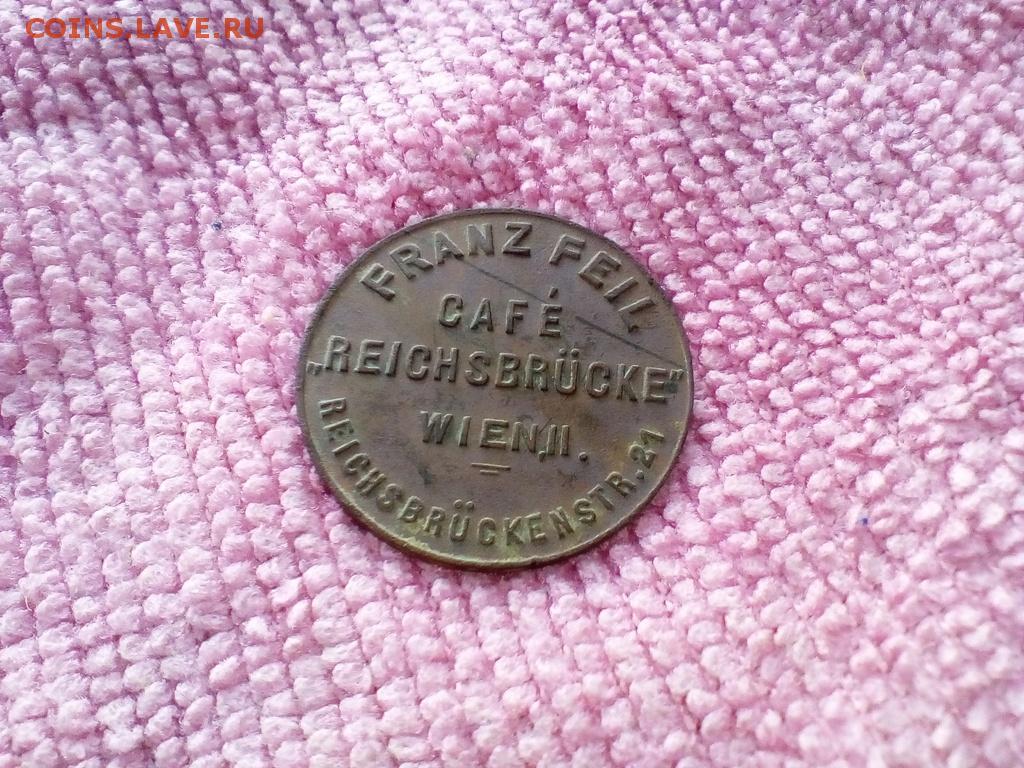 COINS.LAVE.RU
FRANZ FEIL
CAFÉ
„REICHSBRÜCKE"
WIEN,II.
REICHSBRÜCKENSTR.21